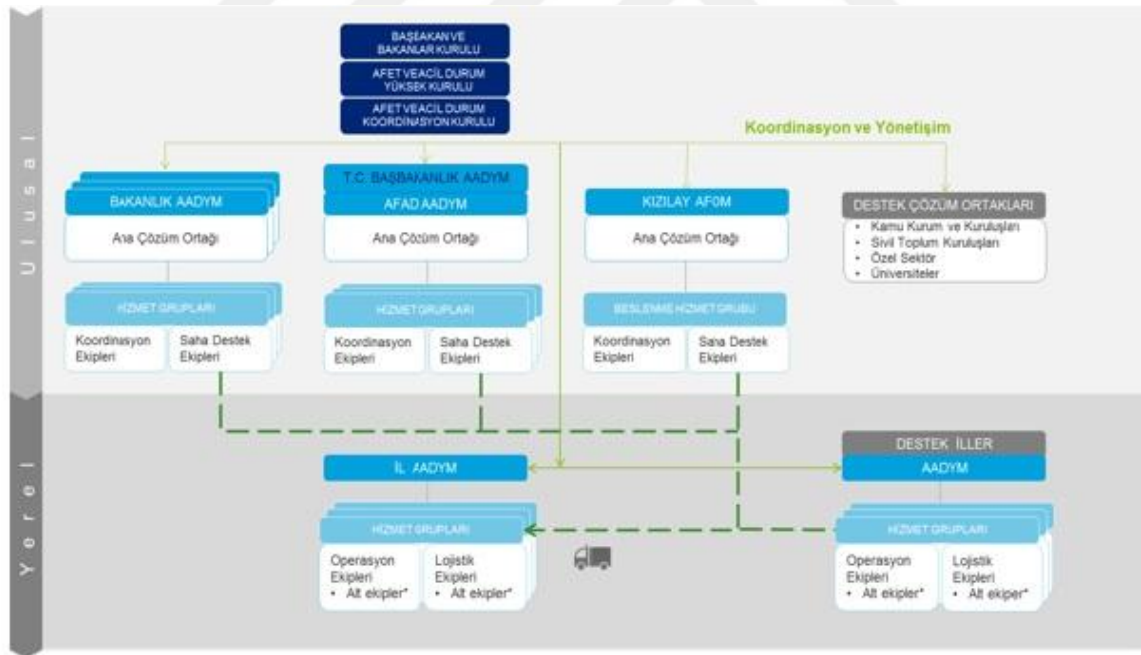 BAŞBAKAN VE
BAKANLAR KURULU
AFET VE ACİL DURUM
YÜKSEK KURULU
AFET VE ACİL DURUM
KOORDİNASYON KURULU
Koordinasyon ve Yönetişim
Ulusal
BAKANLIK AADYM
Ana Çözüm Ortağı
HİZMET GRUPLARI
Koordinasyon
Ekipleri
Saha Destek
Ekipleri
T.C. BAŞBAKANLIK AADYM
AFAD AADYM
Ana Çözüm Ortağı
HİZMET GRUPLARI
Koordinasyon
Ekipleri
Saha Destek
Ekipleri
KIZILAY AFOM
Ana Çözüm Ortağı
BESLENME HİZMET GRUBU
Koordinasyon
Ekipleri
Saha Destek
Ekipleri
DESTEK ÇÖZÜM ORTAKLARI
• Kamu Kurum ve Kuruluşları
• Sivil Toplum Kuruluşları
• Özel Sektör
• Üniversiteler
Yerel
İL AADYM
HİZMET GRUPLARI
Operasyon
Ekipleri
• Alt ekipler*
Lojistik
Ekipleri
• Alt ekipler*
DESTEK İLLER
AADYM
HİZMET GRUPLARI
Operasyon
Ekipleri
• Alt ekipler*
Lojistik
Ekipleri
• Alt ekiper*